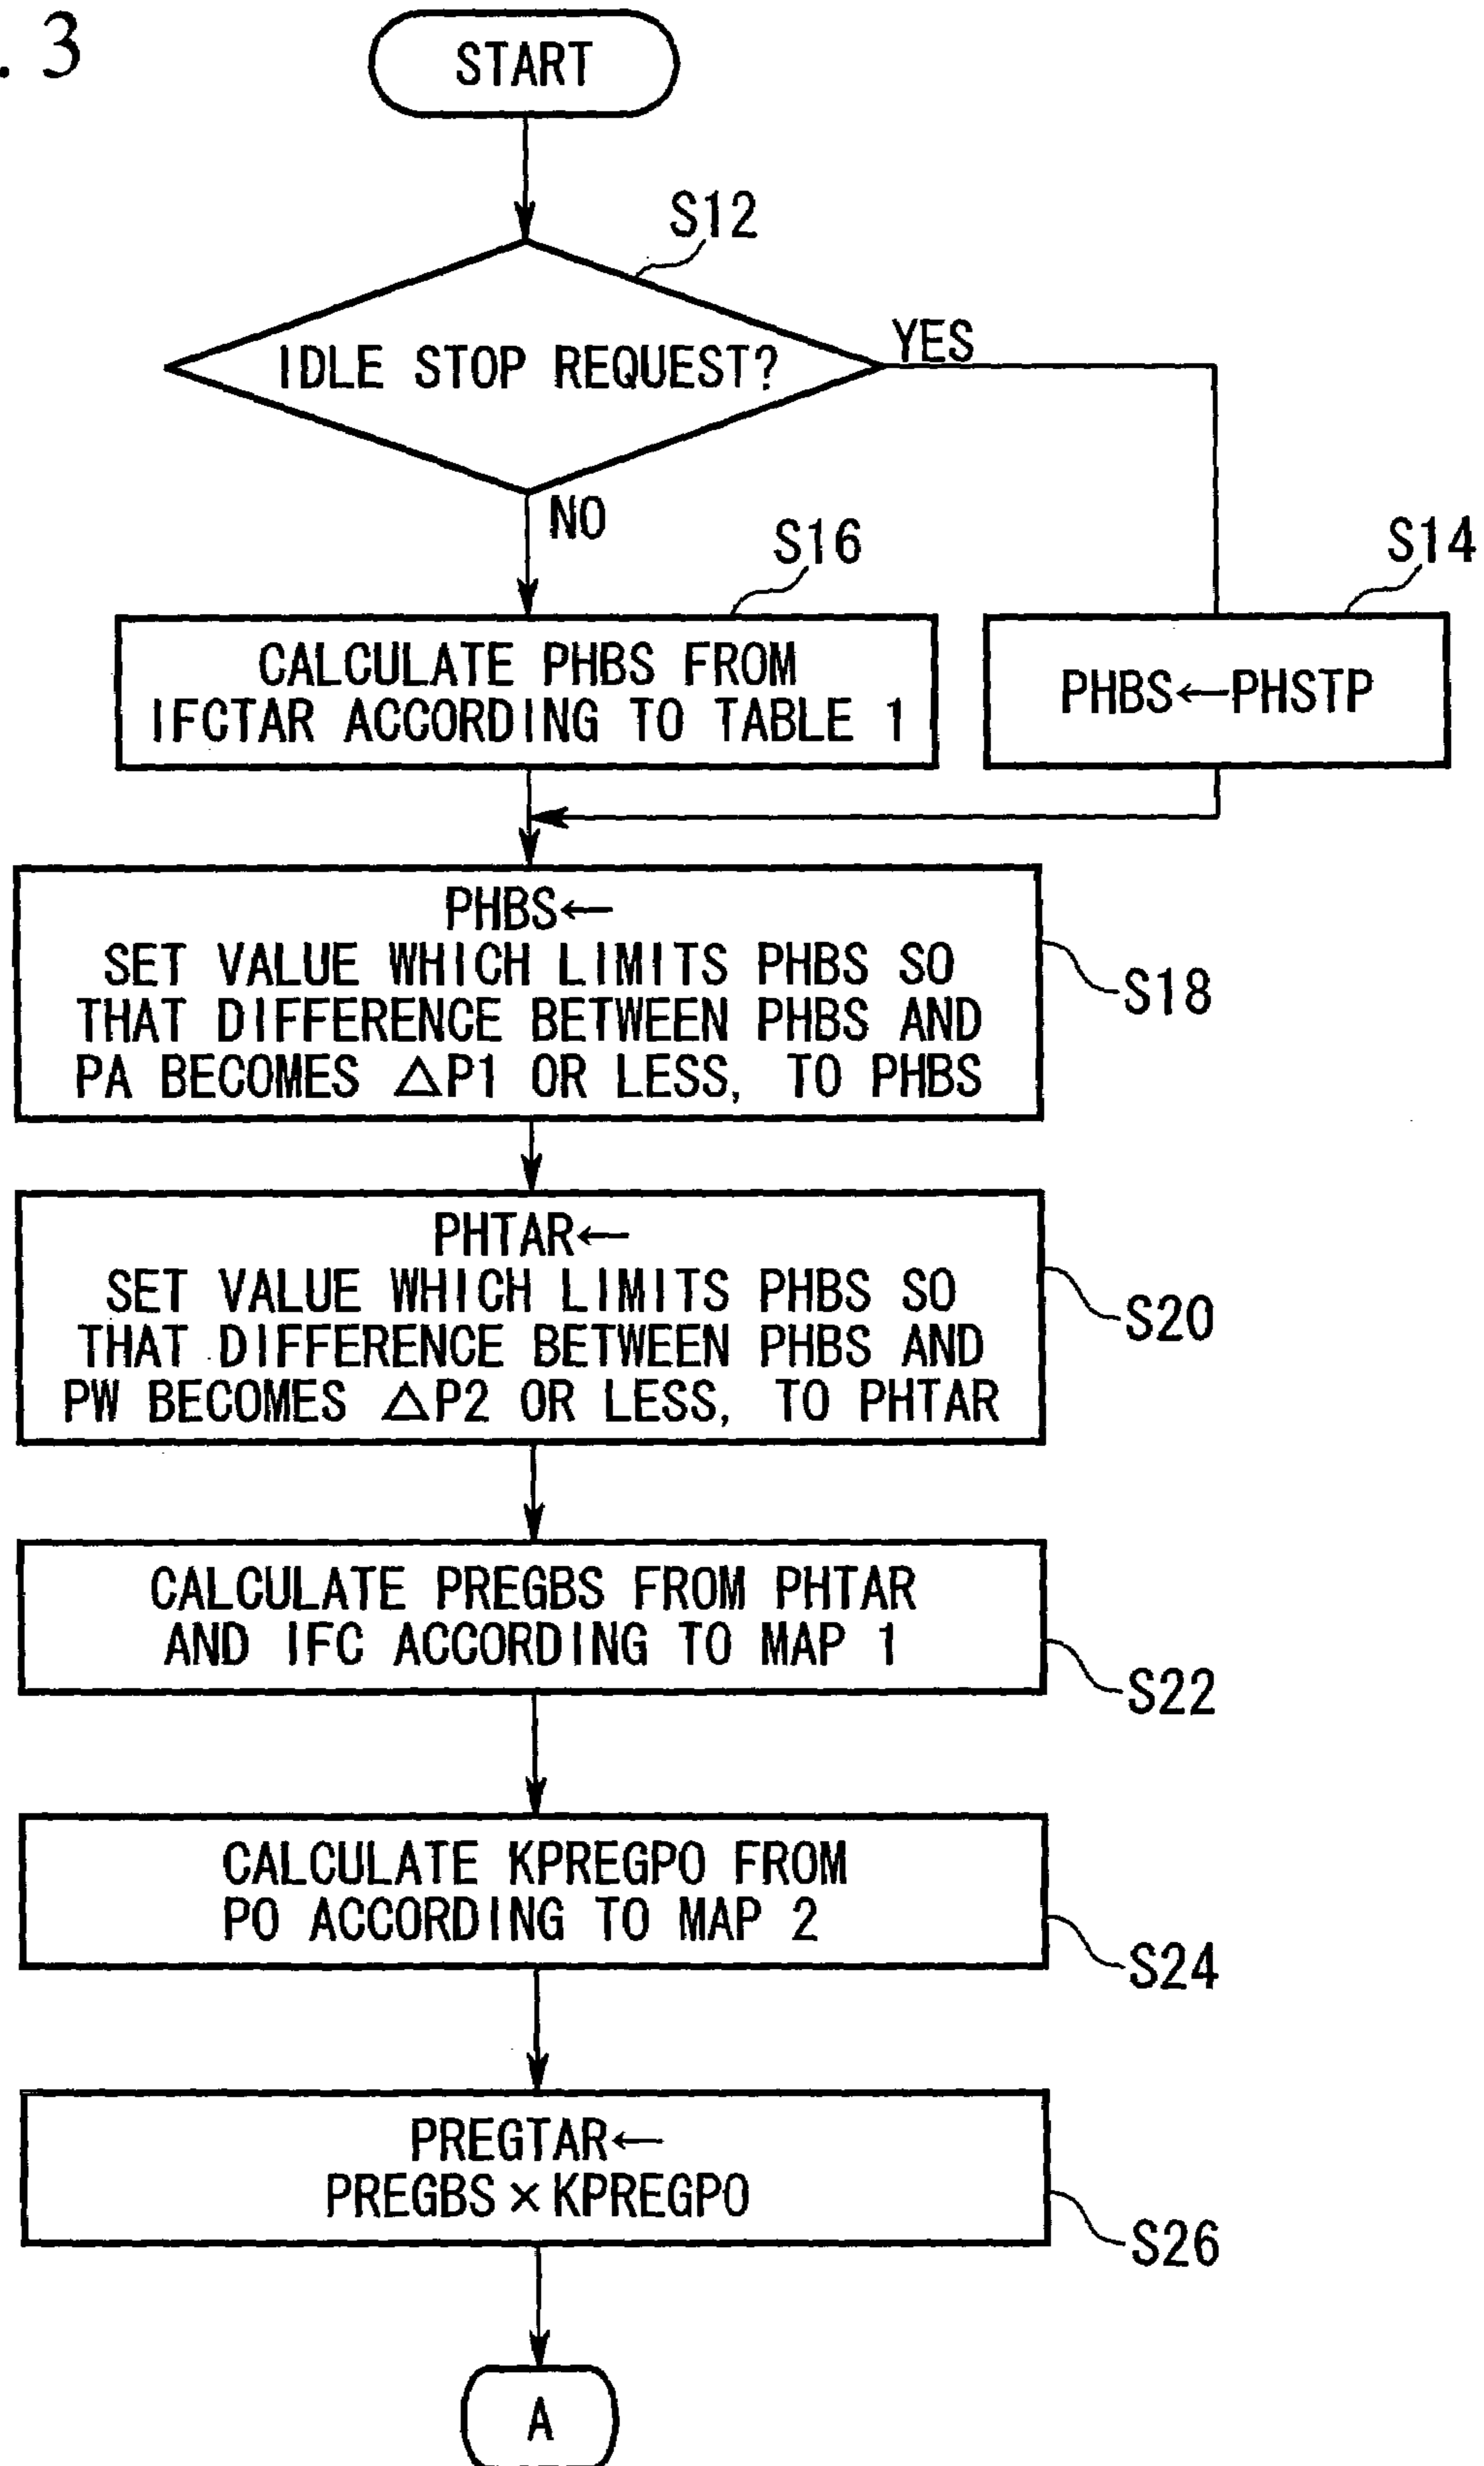 . 3
START
S12
IDLE STOP REQUEST?
YES
NO
S16
S14
CALCULATE PHBS FROM
IFCTAR ACCORDING TO TABLE 1
PHBS←PHSTP
PHBS←
SET VALUE WHICH LIMITS PHBS SO
THAT DIFFERENCE BETWEEN PHBS AND
PA BECOMES △P1 OR LESS, TO PHBS
S18
PHTAR←
SET VALUE WHICH LIMITS PHBS SO
THAT DIFFERENCE BETWEEN PHBS AND
PW BECOMES △P2 OR LESS, TO PHTAR
S20
CALCULATE PREGBS FROM PHTAR
AND IFC ACCORDING TO MAP 1
S22
CALCULATE KPREGPO FROM
PO ACCORDING TO MAP 2
S24
PREGTAR←
PREGBS×KPREGPO
S26
A